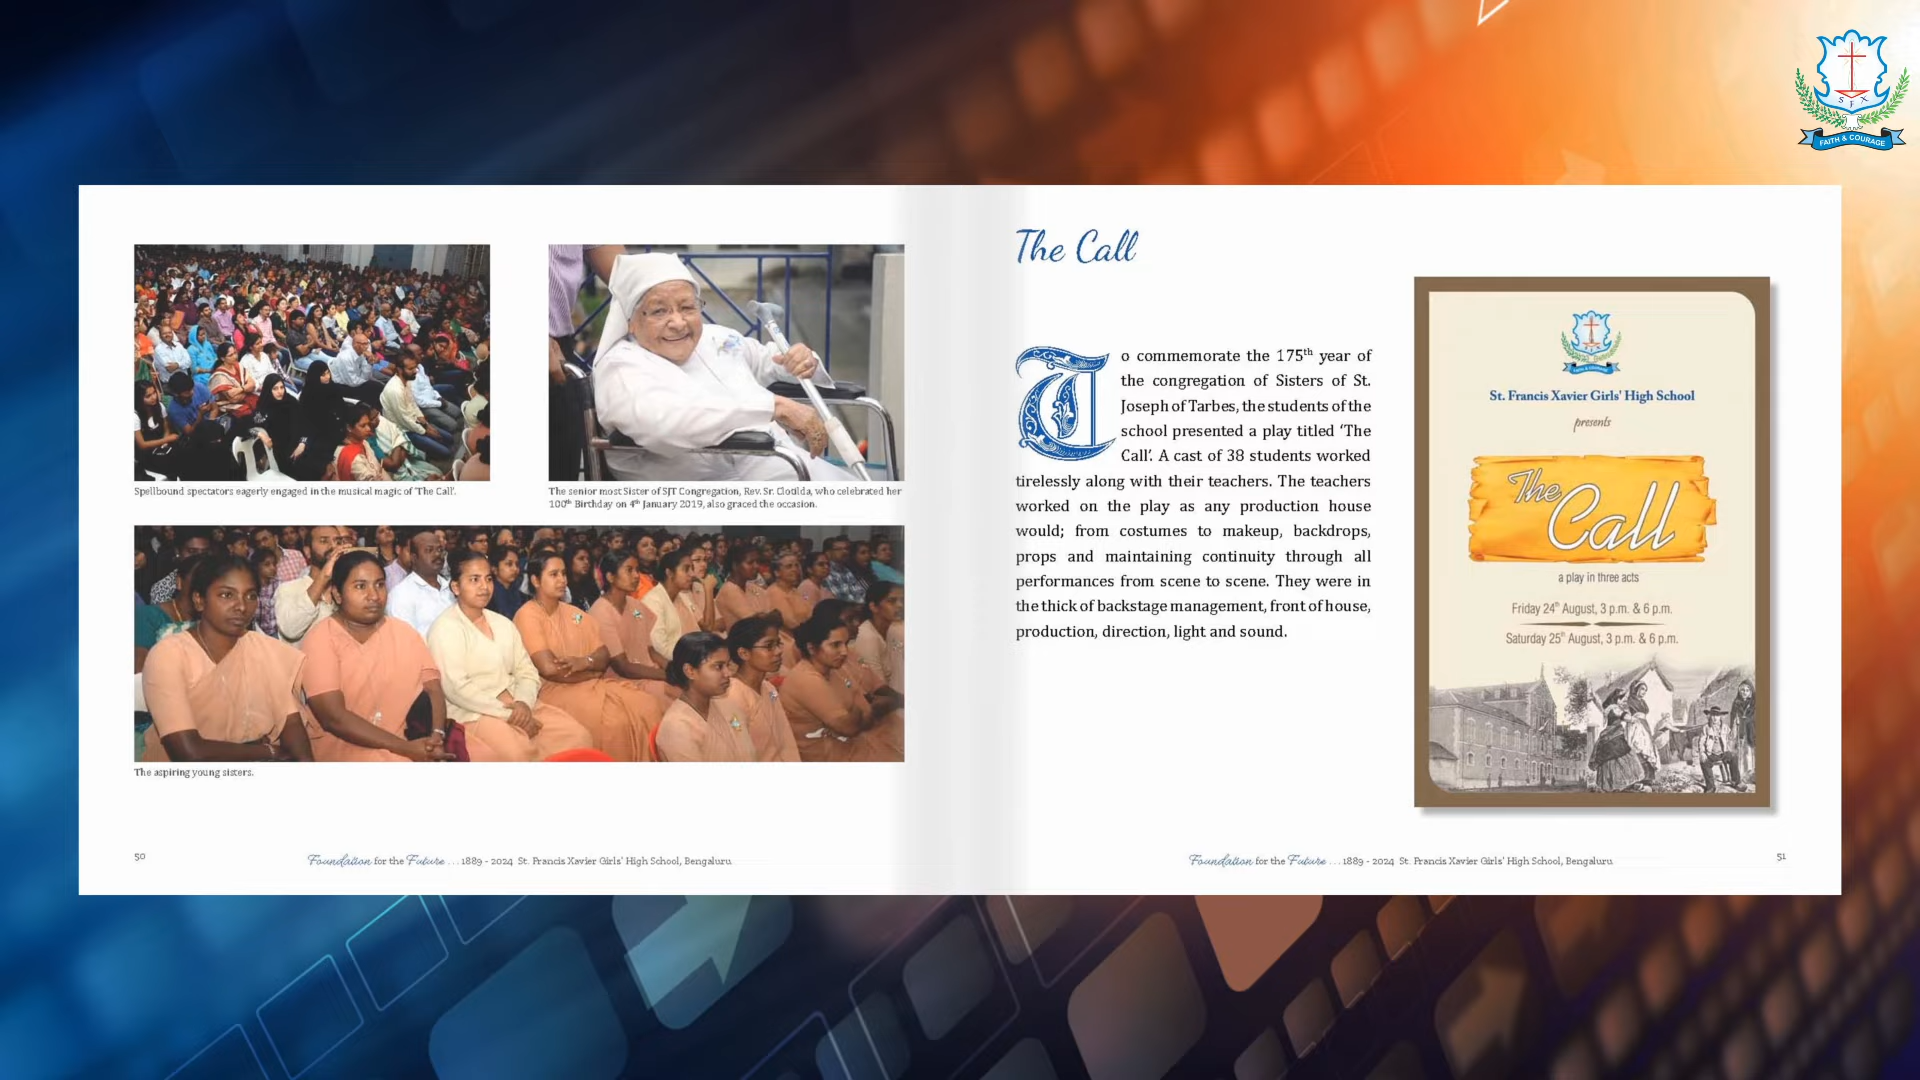 S F X
FAITH & COURAGE
Spellbound spectators eagerly engaged in the musical magic of 'The Call'.
The senior most Sister of SJT Congregation, Rev. Sr. Clotilda, who celebrated her
100th Birthday on 4th January 2019, also graced the occasion.
The aspiring young sisters.
50
Foundation for the Future . . . 1889 - 2024 St. Francis Xavier Girls' High School, Bengaluru
The Call
To commemorate the 175th year of
the congregation of Sisters of St.
Joseph of Tarbes, the students of the
school presented a play titled ‘The
Call’. A cast of 38 students worked
tirelessly along with their teachers. The teachers
worked on the play as any production house
would; from costumes to makeup, backdrops,
props and maintaining continuity through all
performances from scene to scene. They were in
the thick of backstage management, front of house,
production, direction, light and sound.
St. Francis Xavier Girls' High School
presents
The
Call
a play in three acts
Friday 24th August, 3 p.m. & 6 p.m.
Saturday 25th August, 3 p.m. & 6 p.m.
Foundation for the Future . . . 1889 - 2024 St. Francis Xavier Girls' High School, Bengaluru
51